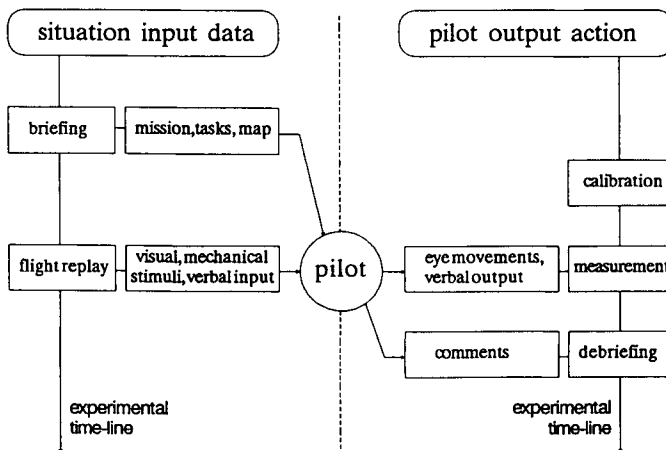 situation input data
pilot output action
briefing
mission,tasks, map
calibration
flight replay
visual, mechanical
stimuli, verbal input
pilot
eye movements,
verbal output
measurement
comments
debriefing
experimental
time-line
experimental
time-line